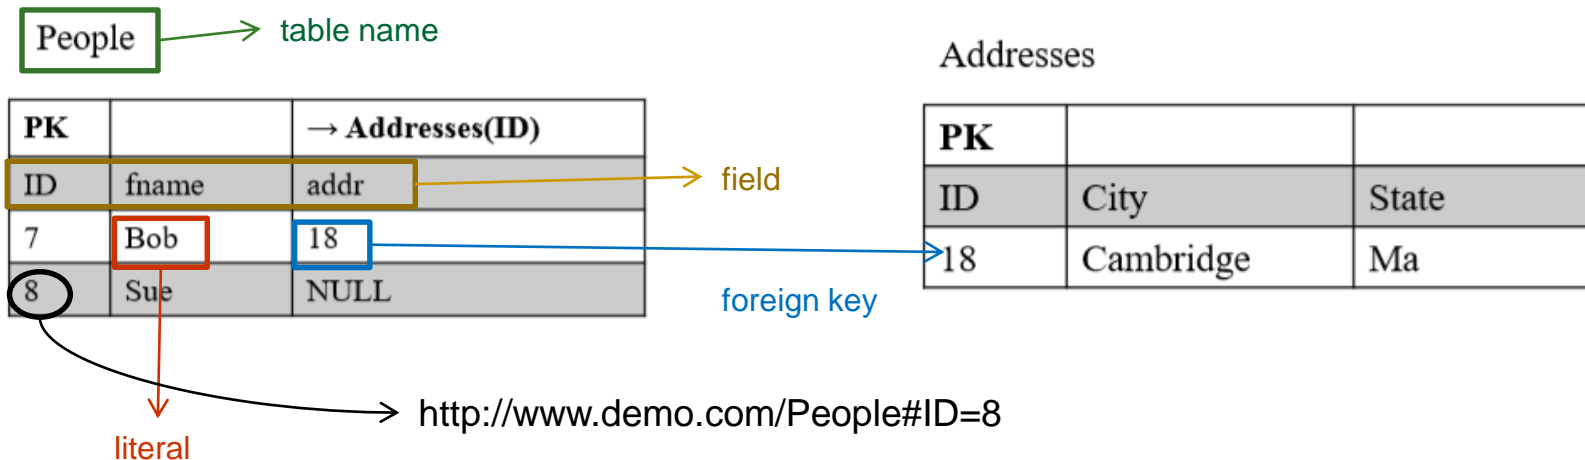 People
table name
PK → Addresses(ID)
ID fname addr
7 Bob 18
8 Sue NULL
field
foreign key
literal
http://www.demo.com/People#ID=8
Addresses
PK
ID City State
18 Cambridge Ma